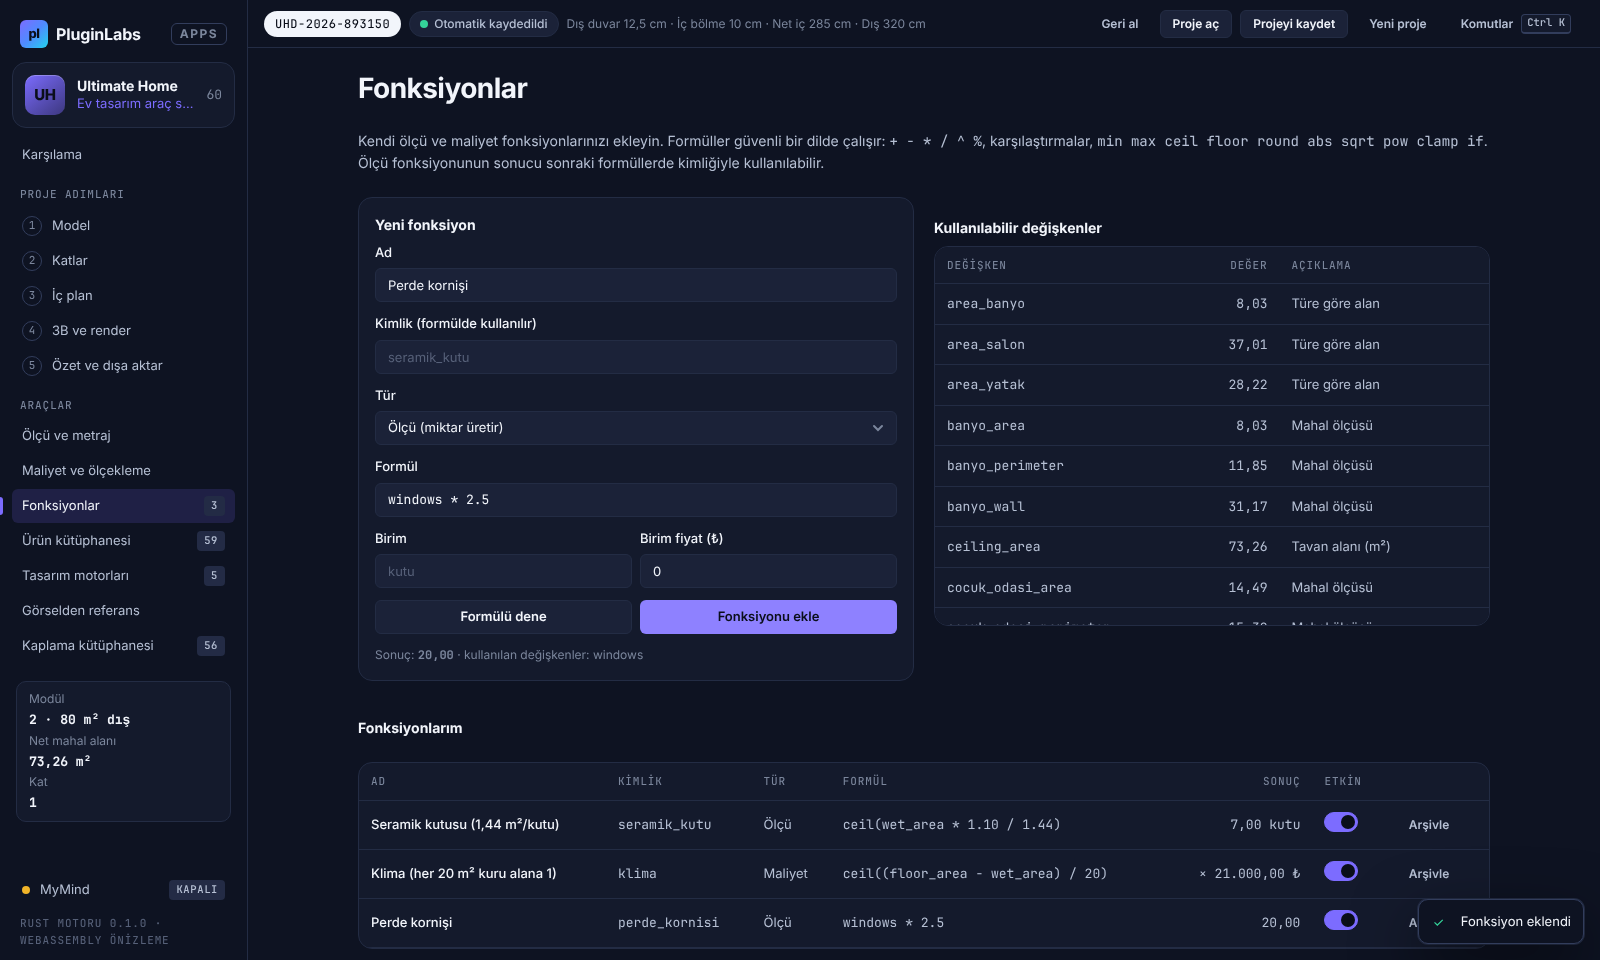 pl PluginLabs APPS
UH Ultimate Home 60
Ev tasarım araç s...
Karşılama
PROJE ADIMLARI
1 Model
2 Katlar
3 İç plan
4 3B ve render
5 Özet ve dışa aktar
ARAÇLAR
Ölçü ve metraj
Maliyet ve ölçekleme
Fonksiyonlar 3
Ürün kütüphanesi 59
Tasarım motorları 5
Görselden referans
Kaplama kütüphanesi 56
Modül
2 · 80 m² dış
Net mahal alanı
73,26 m²
Kat
1
MyMind KAPALI
RUST MOTORU 0.1.0 ·
WEBASSEMBLY ÖNİZLEME
UHD-2026-893150 Otomatik kaydedildi Dış duvar 12,5 cm · İç bölme 10 cm · Net iç 285 cm · Dış 320 cm Geri al Proje aç Projeyi kaydet Yeni proje Komutlar Ctrl K
Fonksiyonlar
Kendi ölçü ve maliyet fonksiyonlarınızı ekleyin. Formüller güvenli bir dilde çalışır: + - * / ^ %, karşılaştırmalar, min max ceil floor round abs sqrt pow clamp if.
Ölçü fonksiyonunun sonucu sonraki formüllerde kimliğiyle kullanılabilir.
Yeni fonksiyon
Ad
Perde kornişi
Kimlik (formülde kullanılır)
seramik_kutu
Tür
Ölçü (miktar üretir)
Formül
windows * 2.5
Birim Birim fiyat (₺)
kutu 0
Formülü dene Fonksiyonu ekle
Sonuç: 20,00 · kullanılan değişkenler: windows
Kullanılabilir değişkenler
DEĞİŞKEN DEĞER AÇIKLAMA
area_banyo 8,03 Türe göre alan
area_salon 37,01 Türe göre alan
area_yatak 28,22 Türe göre alan
banyo_area 8,03 Mahal ölçüsü
banyo_perimeter 11,85 Mahal ölçüsü
banyo_wall 31,17 Mahal ölçüsü
ceiling_area 73,26 Tavan alanı (m²)
cocuk_odasi_area 14,49 Mahal ölçüsü
Fonksiyonlarım
AD KİMLİK TÜR FORMÜL SONUÇ ETKİN
Seramik kutusu (1,44 m²/kutu) seramik_kutu Ölçü ceil(wet_area * 1.10 / 1.44) 7,00 kutu Arşivle
Klima (her 20 m² kuru alana 1) klima Maliyet ceil((floor_area - wet_area) / 20) × 21.000,00 ₺ Arşivle
Perde kornişi perde_kornisi Ölçü windows * 2.5 20,00 A
Fonksiyon eklendi